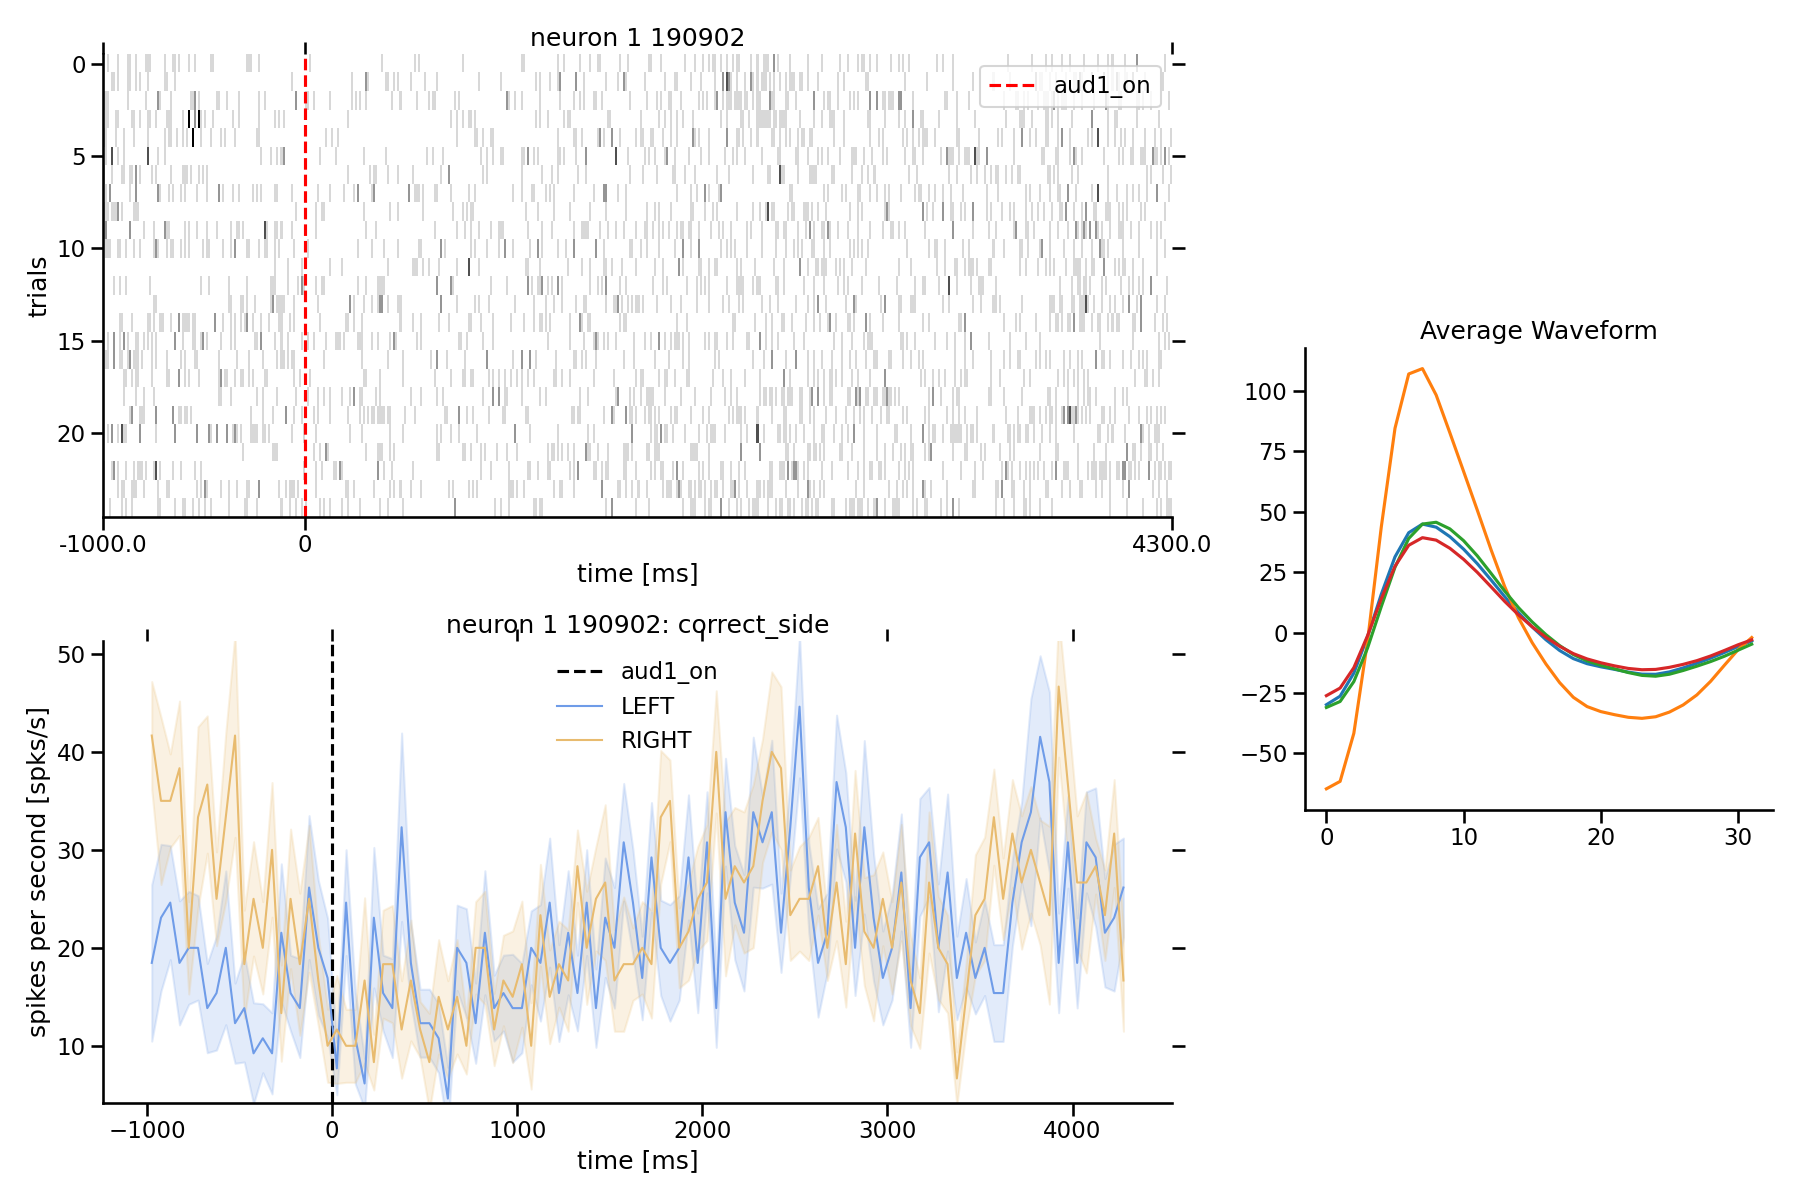 neuron 1 190902
aud1_on
trials
0
5
10
15
20
-1000.0
0
4300.0
time [ms]
neuron 1 190902: correct_side
aud1_on
LEFT
RIGHT
spikes per second [spks/s]
50
40
30
20
10
−1000
0
1000
2000
3000
4000
time [ms]
Average Waveform
100
75
50
25
0
−25
−50
0
10
20
30